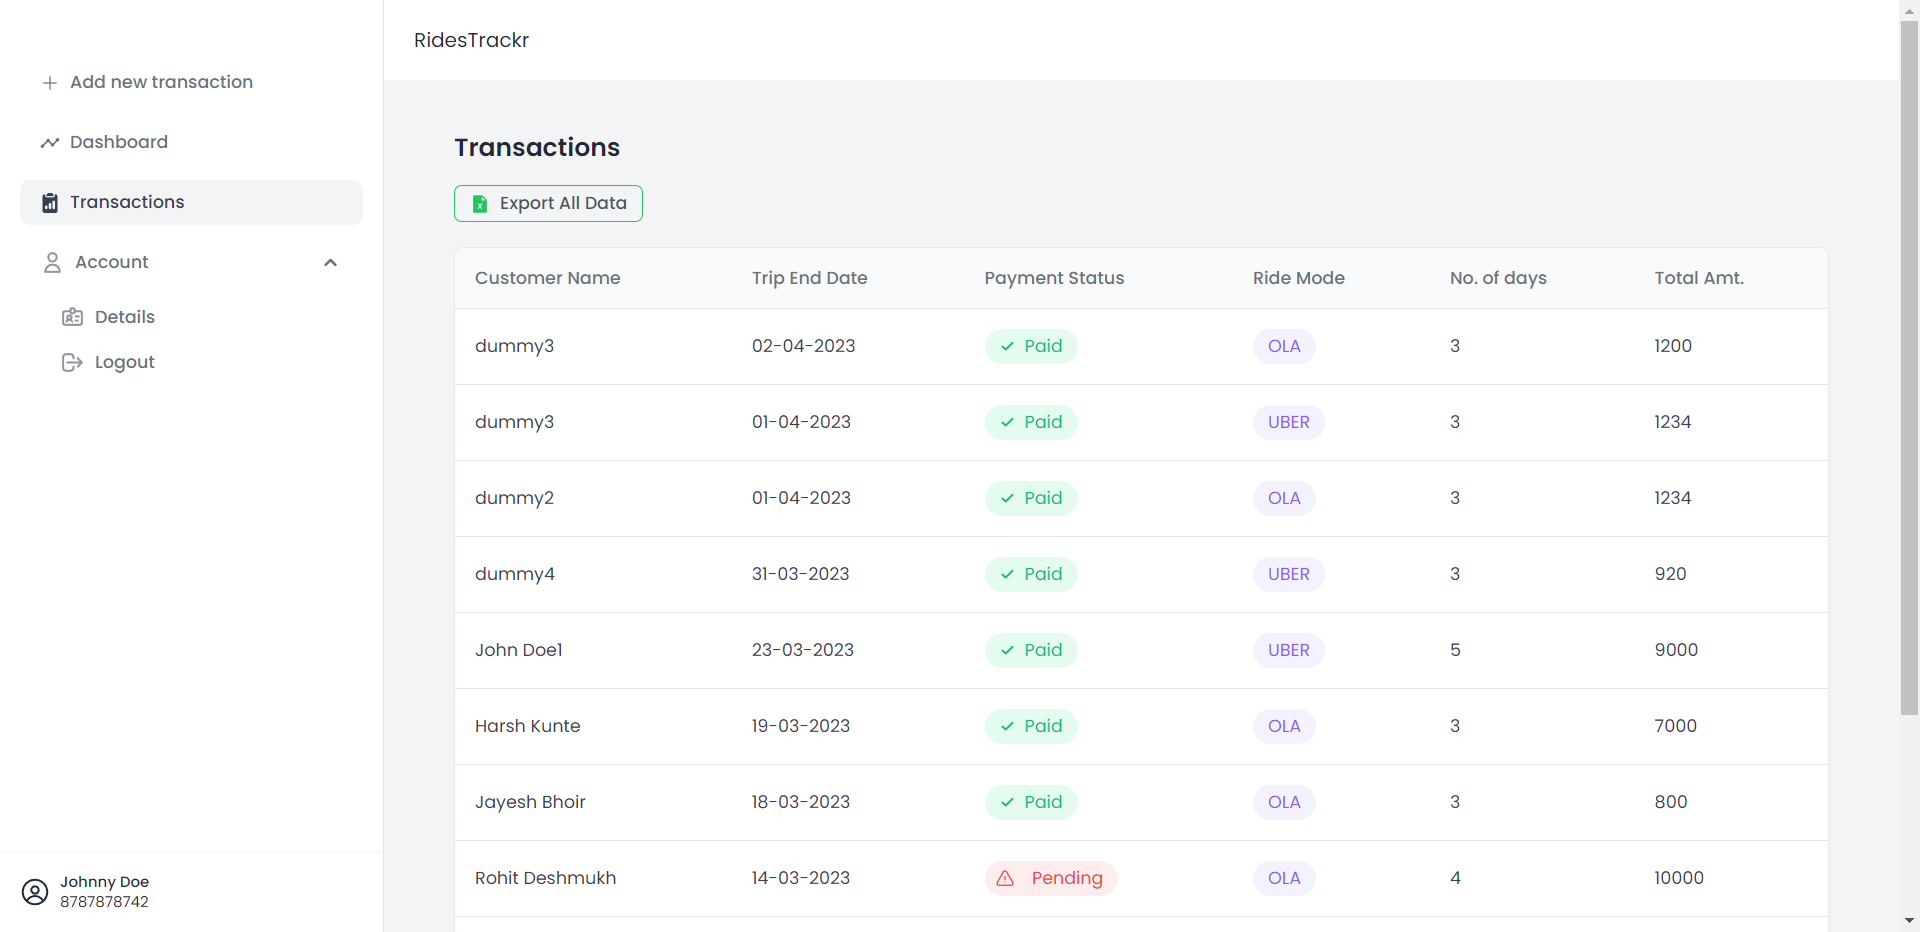 RidesTrackr
Add new transaction
Dashboard
Transactions
Account
Details
Logout
Johnny Doe
8787878742
Transactions
Export All Data
Customer Name Trip End Date Payment Status Ride Mode No. of days Total Amt.
dummy3 02-04-2023 Paid OLA 3 1200
dummy3 01-04-2023 Paid UBER 3 1234
dummy2 01-04-2023 Paid OLA 3 1234
dummy4 31-03-2023 Paid UBER 3 920
John Doe1 23-03-2023 Paid UBER 5 9000
Harsh Kunte 19-03-2023 Paid OLA 3 7000
Jayesh Bhoir 18-03-2023 Paid OLA 3 800
Rohit Deshmukh 14-03-2023 Pending OLA 4 10000